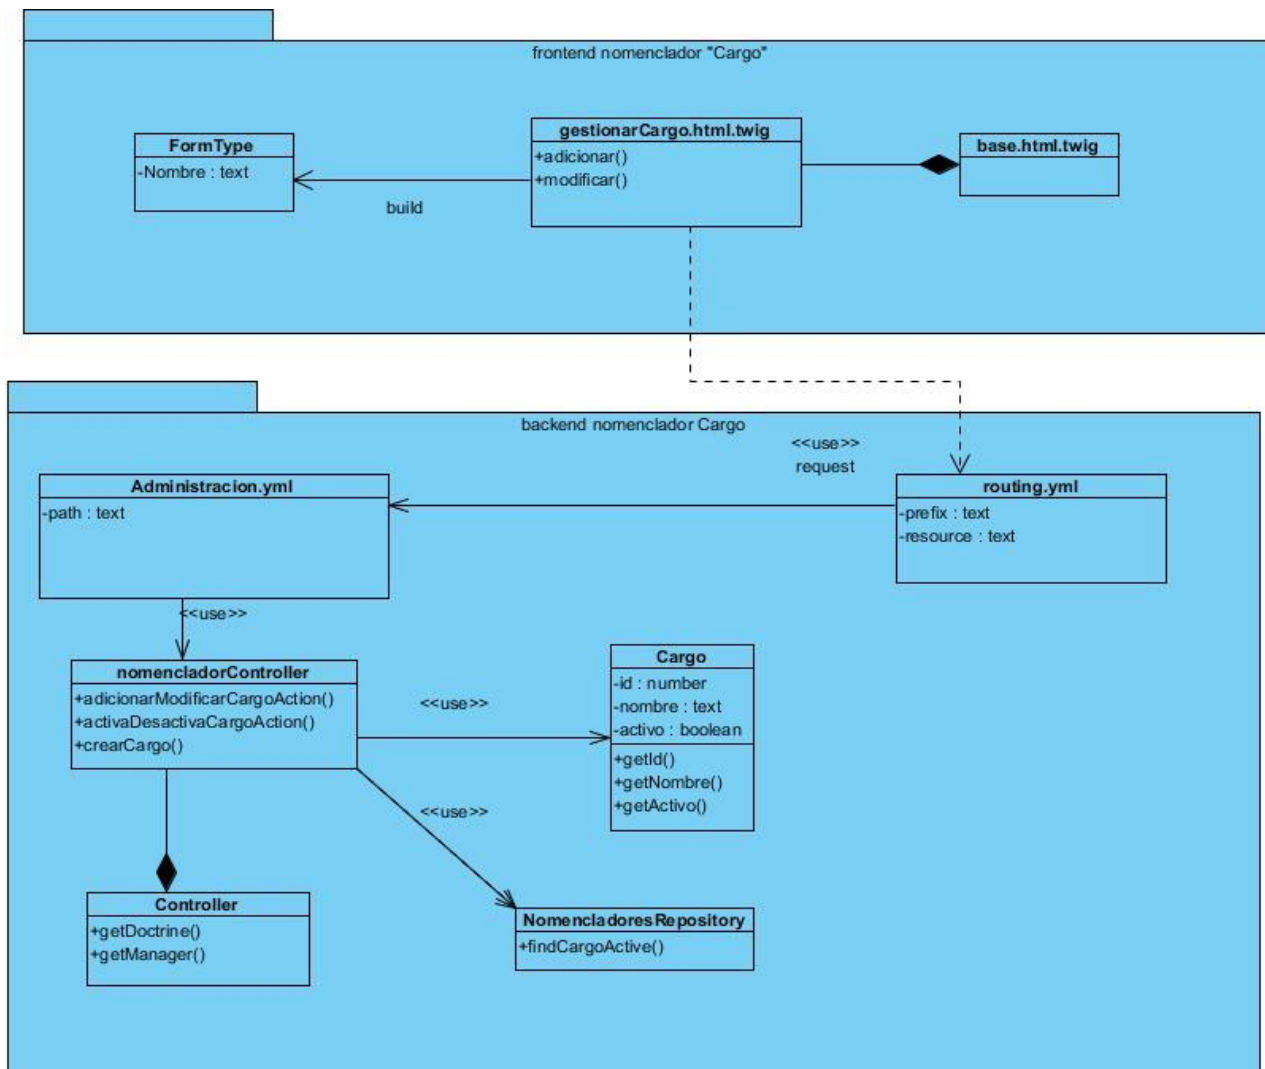 frontend nomenclador "Cargo"
FormType
-Nombre : text
build
gestionarCargo.html.twig
+adicionar()
+modificar()
base.html.twig
backend nomenclador Cargo
<<use>>
request
Administracion.yml
-path : text
routing.yml
-prefix : text
-resource : text
<<use>>
nomencladorController
+adicionarModificarCargoAction()
+activaDesactivaCargoAction()
+crearCargo()
<<use>>
Cargo
-id : number
-nombre : text
-activo : boolean
+getId()
+getNombre()
+getActivo()
<<use>>
Controller
+getDoctrine()
+getManager()
NomencladoresRepository
+findCargoActive()